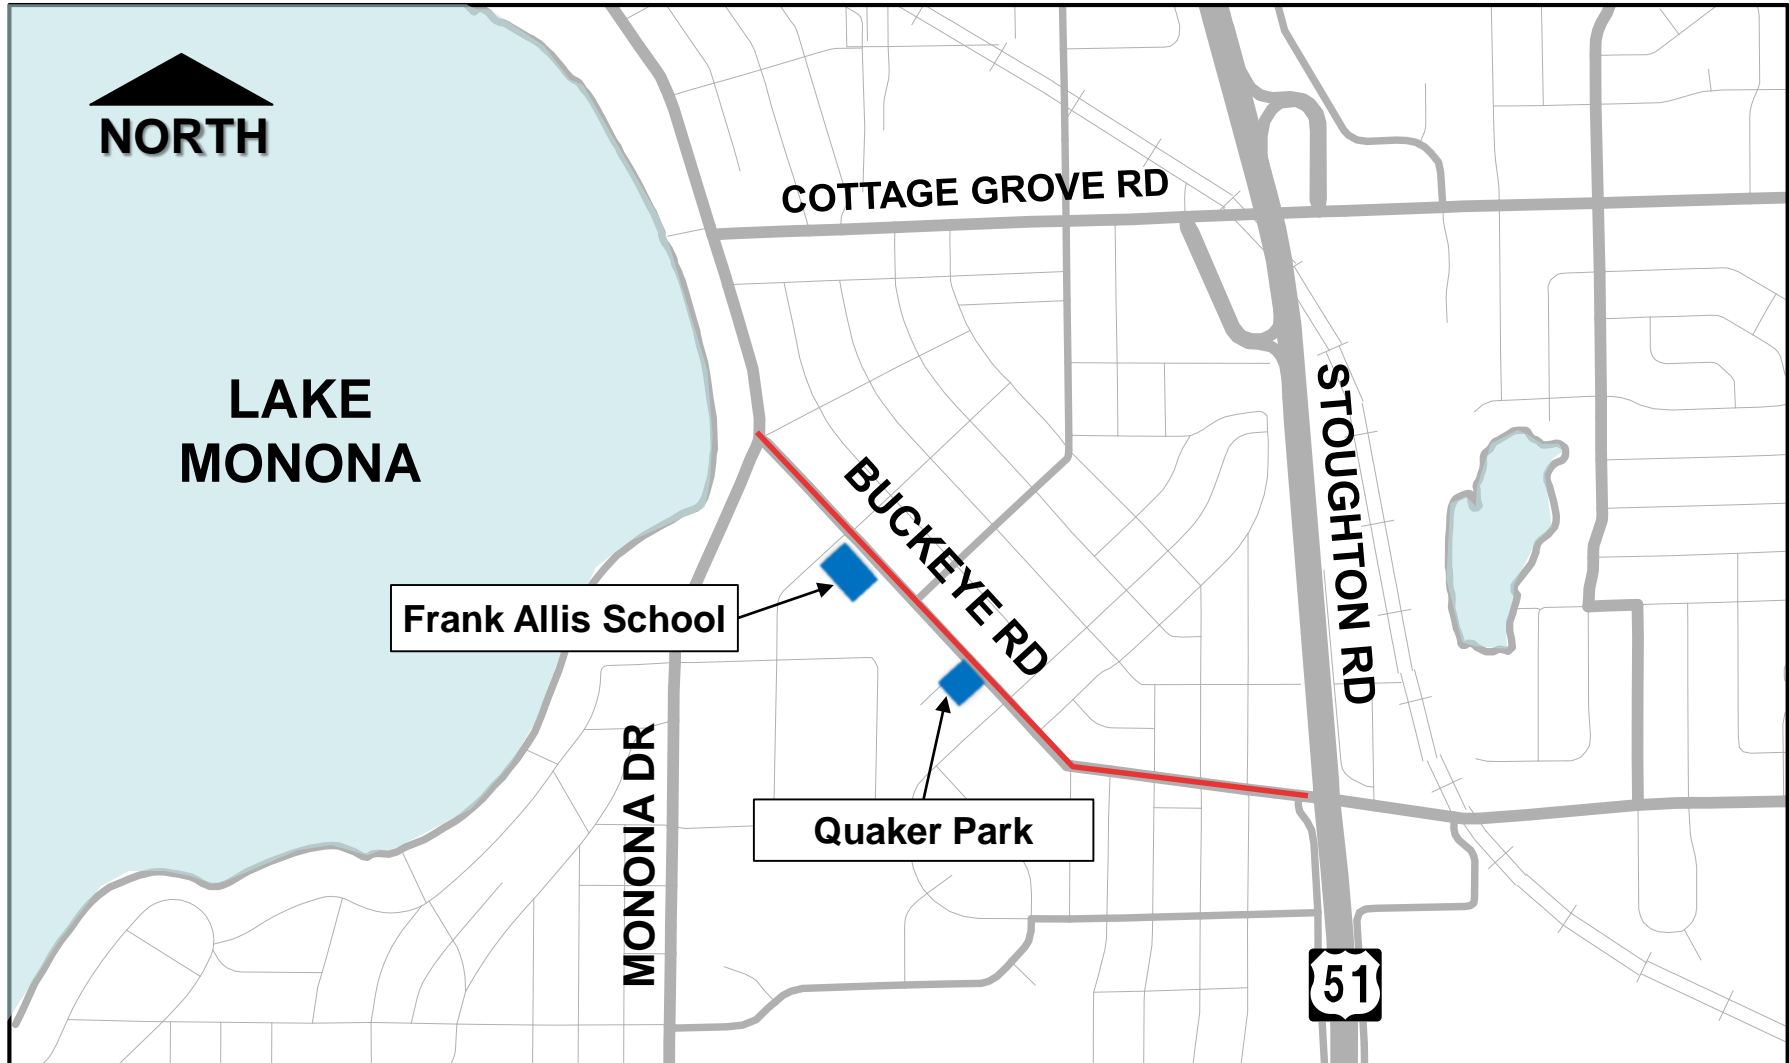 NORTH
COTTAGE GROVE RD
LAKE
MONONA
STOUGHTON RD
BUCKEYE RD
Frank Allis School
MONONA DR
Quaker Park
51